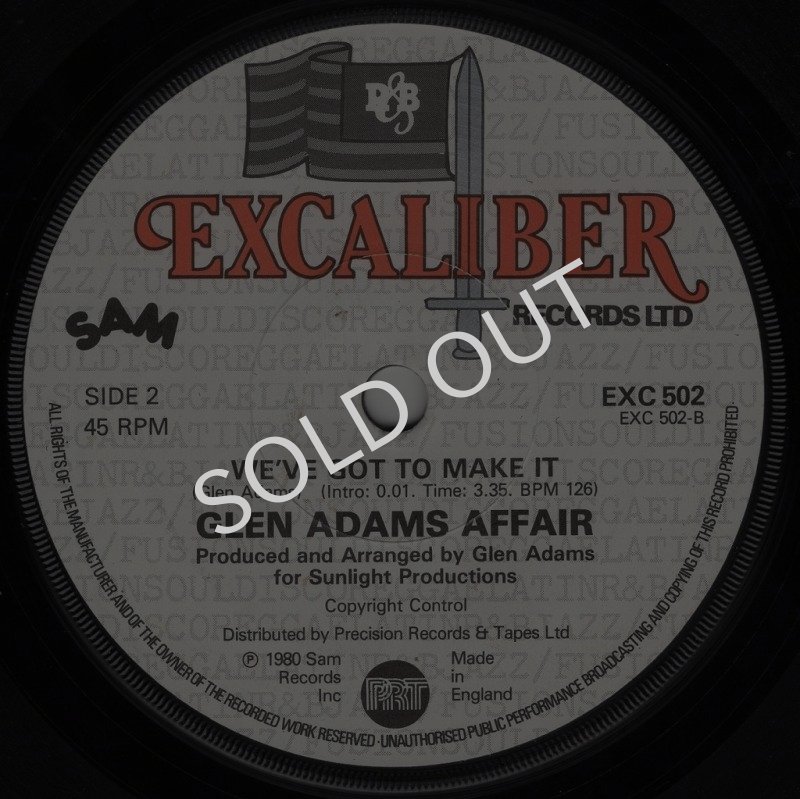 R&B
EXCALIBER
RECORDS LTD
SAM
SIDE 2
45 RPM
EXC 502
EXC 502-B
SOLD OUT
WE'VE GOT TO MAKE IT
(Glen Adams) (Intro: 0.01. Time: 3.35. BPM 126)
GLEN ADAMS AFFAIR
Produced and Arranged by Glen Adams
for Sunlight Productions
Copyright Control
Distributed by Precision Records & Tapes Ltd
℗ 1980 Sam
Records
Inc
PRT
Made
in
England
ALL RIGHTS OF THE MANUFACTURER AND OF THE OWNER OF THE RECORDED WORK RESERVED · UNAUTHORISED PUBLIC PERFORMANCE BROADCASTING AND COPYING OF THIS RECORD PROHIBITED.